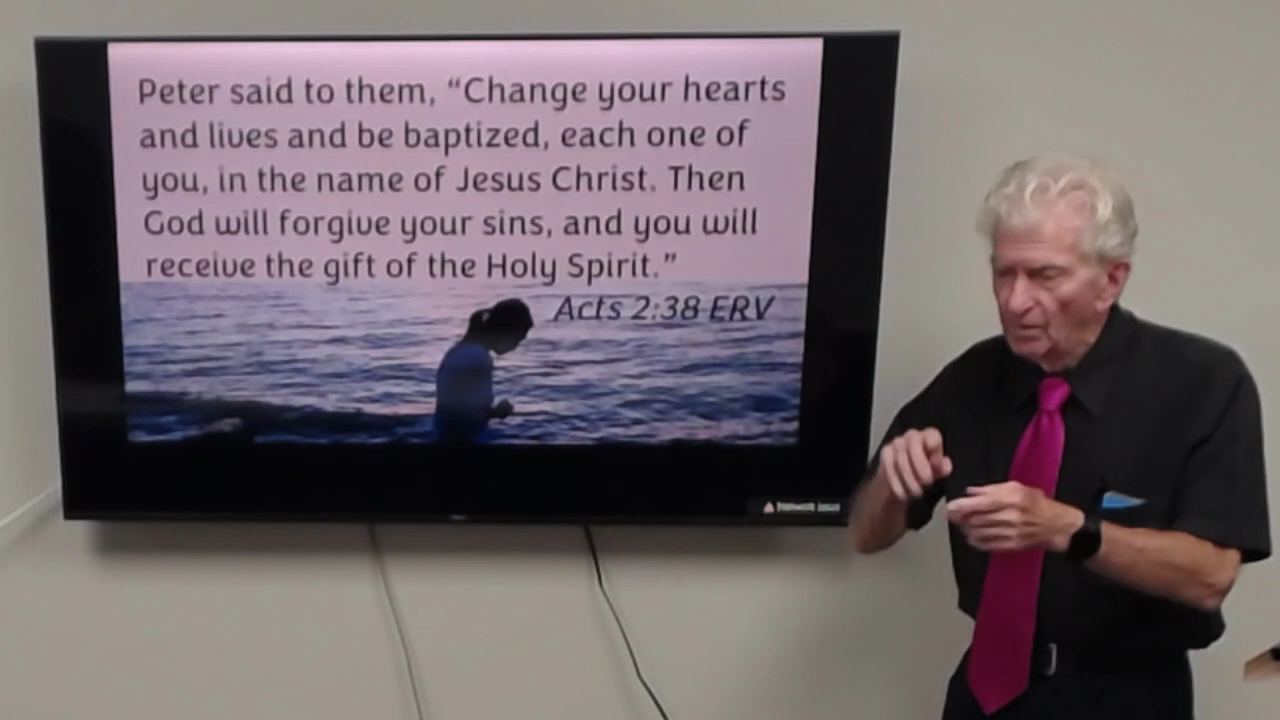 Peter said to them, “Change your hearts
and lives and be baptized, each one of
you, in the name of Jesus Christ. Then
God will forgive your sins, and you will
receive the gift of the Holy Spirit.”
Acts 2:38 ERV